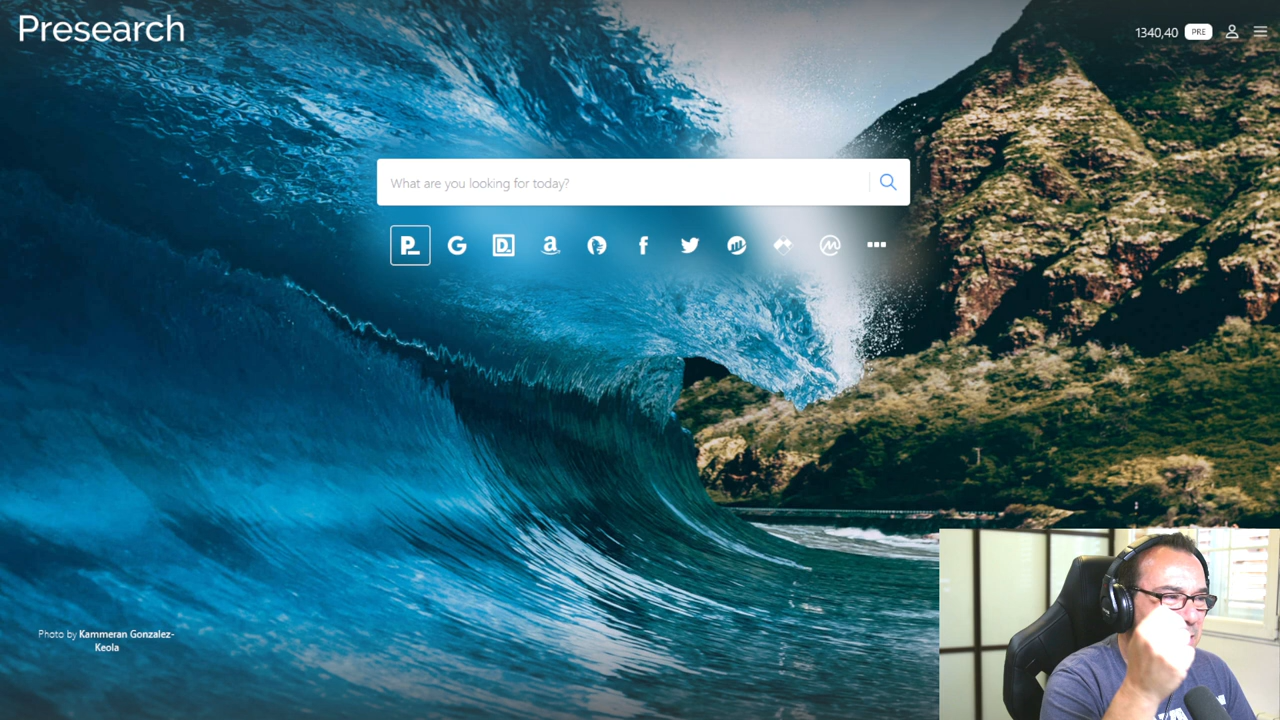 Presearch
1340,40 PRE
What are you looking for today?
Photo by Kammeran Gonzalez-
Keola